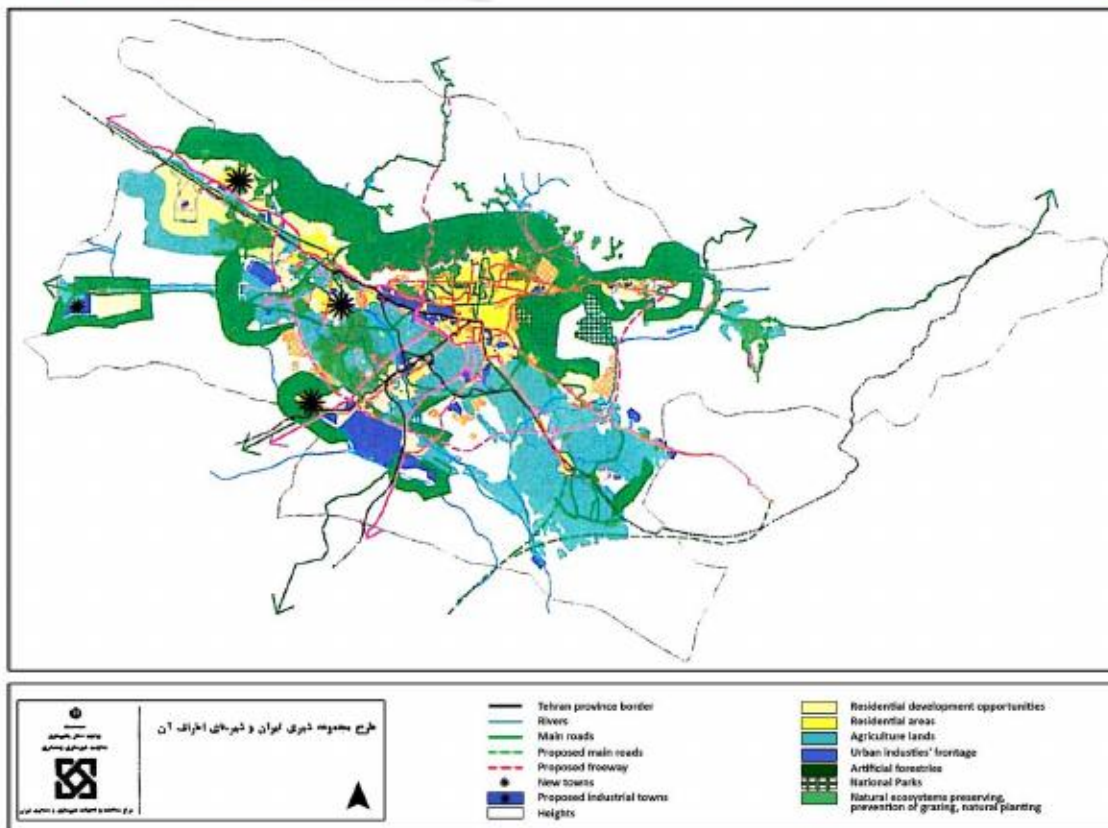 طرح مجموعه شهری ایران و شهرهای اطراف آن
Tehran province border
Rivers
Main roads
Proposed main roads
Proposed freeway
New towns
Proposed industrial towns
Heights
Residential development opportunities
Residential areas
Agriculture lands
Urban industies' frontage
Artificial forestries
National Parks
Natural ecosystems preserving,
prevention of grazing, natural planting